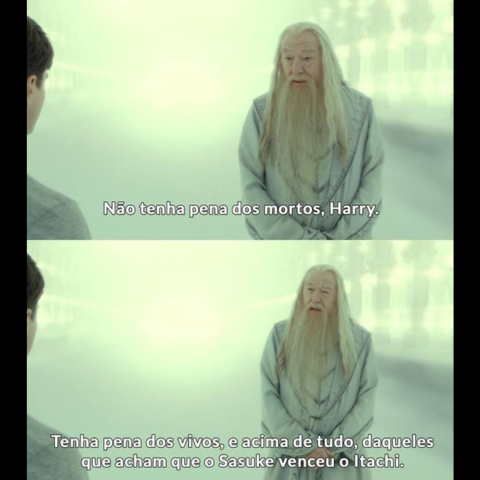 Não tenha pena dos mortos, Harry.
Tenha pena dos vivos, e acima de tudo, daqueles
que acham que o Sasuke venceu o Itachi.